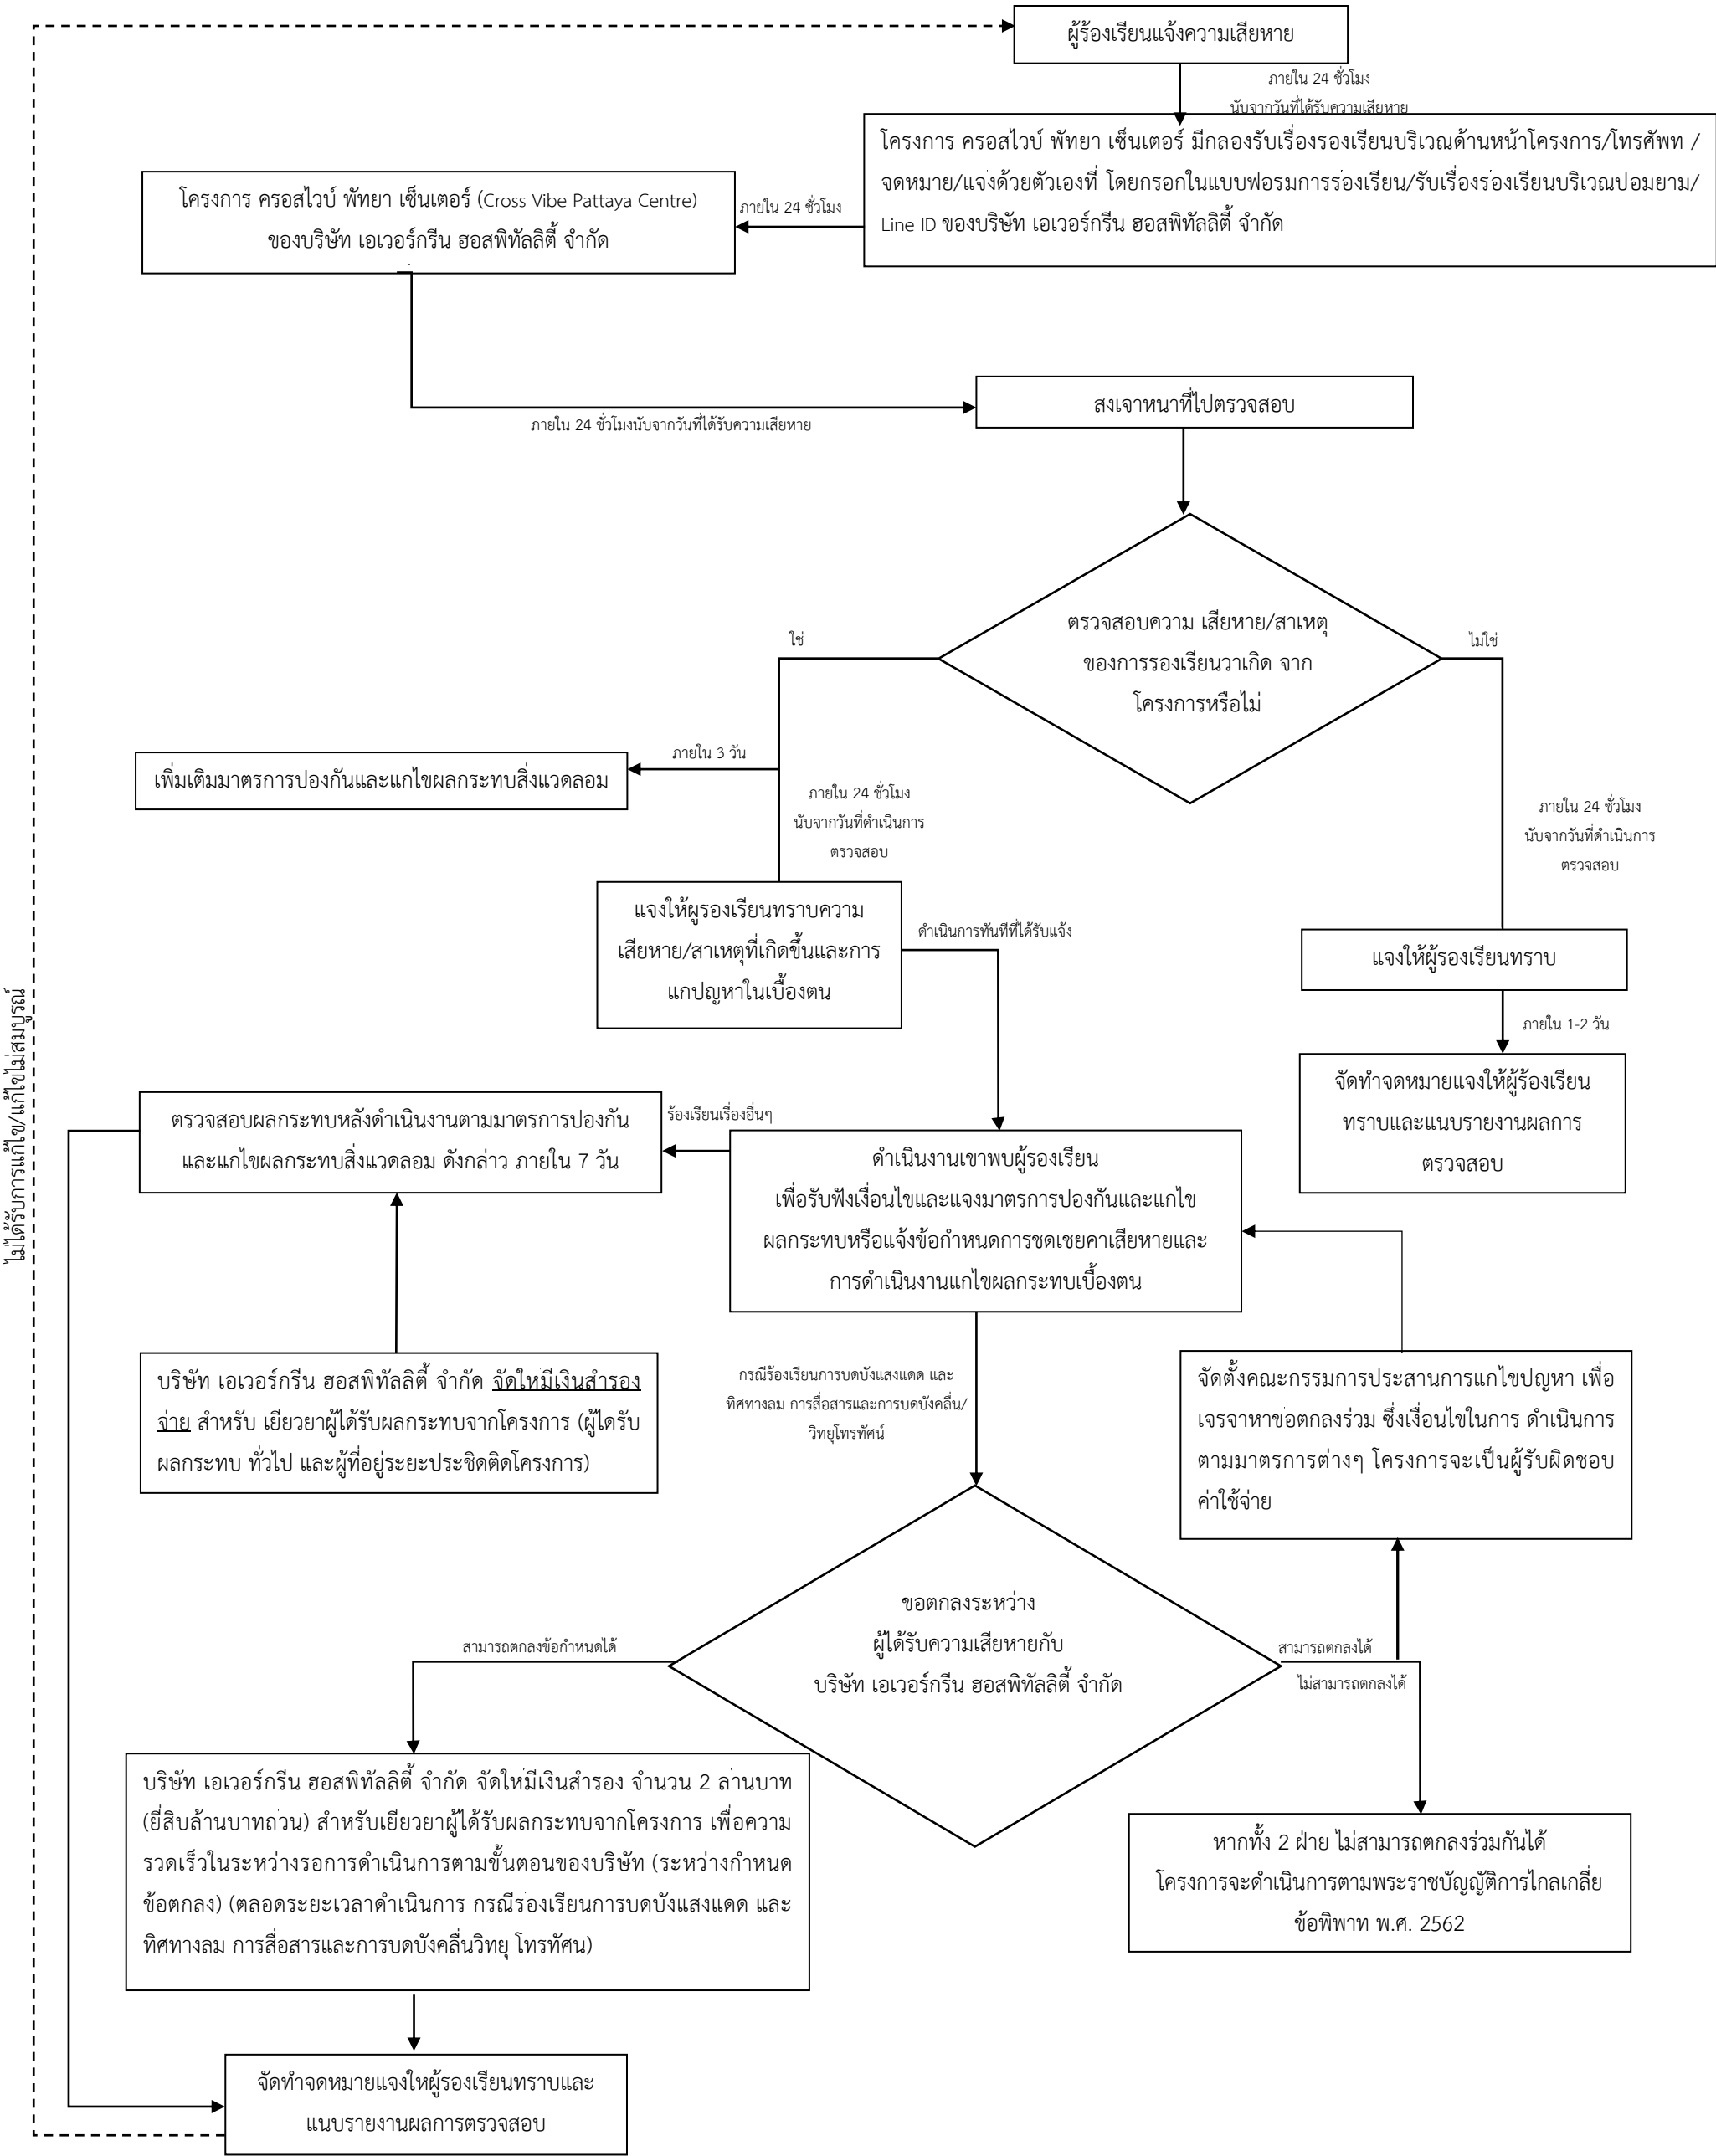 ผู้ร้องเรียนแจ้งความเสียหาย
ภายใน 24 ชั่วโมง
นับจากวันที่ได้รับความเสียหาย
โครงการ ครอสไวบ์ พัทยา เซ็นเตอร์ มีกลองรับเรื่องร้องเรียนบริเวณด้านหน้าโครงการ/โทรศัพท /
จดหมาย/แจ้งด้วยตัวเองที่ โดยกรอกในแบบฟอรมการร้องเรียน/รับเรื่องร้องเรียนบริเวณปอมยาม/
Line ID ของบริษัท เอเวอร์กรีน ฮอสพิทัลลิตี้ จำกัด
ภายใน 24 ชั่วโมง
โครงการ ครอสไวบ์ พัทยา เซ็นเตอร์ (Cross Vibe Pattaya Centre)
ของบริษัท เอเวอร์กรีน ฮอสพิทัลลิตี้ จำกัด
ภายใน 24 ชั่วโมงนับจากวันที่ได้รับความเสียหาย
สงเจาหนาที่ไปตรวจสอบ
ตรวจสอบความ เสียหาย/สาเหตุ
ของการรองเรียนวาเกิด จาก
โครงการหรือไม่
ใช่
ไม่ใช่
ภายใน 3 วัน
เพิ่มเติมมาตรการปองกันและแกไขผลกระทบสิ่งแวดลอม
ภายใน 24 ชั่วโมง
นับจากวันที่ดำเนินการ
ตรวจสอบ
ภายใน 24 ชั่วโมง
นับจากวันที่ดำเนินการ
ตรวจสอบ
แจงให้ผูรองเรียนทราบความ
เสียหาย/สาเหตุที่เกิดขึ้นและการ
แกปญหาในเบื้องตน
ดำเนินการทันทีที่ได้รับแจ้ง
แจงให้ผู้รองเรียนทราบ
ภายใน 1-2 วัน
จัดทำจดหมายแจงให้ผู้ร้องเรียน
ทราบและแนบรายงานผลการ
ตรวจสอบ
ไม่ได้รับการแก้ไข/แก้ไขไม่สมบูรณ์
ตรวจสอบผลกระทบหลังดำเนินงานตามมาตรการปองกัน
และแกไขผลกระทบสิ่งแวดลอม ดังกล่าว ภายใน 7 วัน
ร้องเรียนเรื่องอื่นๆ
ดำเนินงานเขาพบผู้รองเรียน
เพื่อรับฟังเงื่อนไขและแจงมาตรการปองกันและแกไข
ผลกระทบหรือแจ้งข้อกำหนดการชดเชยคาเสียหายและ
การดำเนินงานแกไขผลกระทบเบื้องตน
บริษัท เอเวอร์กรีน ฮอสพิทัลลิตี้ จำกัด จัดให้มีเงินสำรอง
จ่าย สำหรับ เยียวยาผู้ได้รับผลกระทบจากโครงการ (ผู้ไดรับ
ผลกระทบ ทั่วไป และผู้ที่อยู่ระยะประชิดติดโครงการ)
กรณีร้องเรียนการบดบังแสงแดด และ
ทิศทางลม การสื่อสารและการบดบังคลื่น/
วิทยุโทรทัศน์
จัดตั้งคณะกรรมการประสานการแกไขปญหา เพื่อ
เจรจาหาขอตกลงร่วม ซึ่งเงื่อนไขในการ ดำเนินการ
ตามมาตรการต่างๆ โครงการจะเป็นผู้รับผิดชอบ
ค่าใช้จ่าย
ขอตกลงระหว่าง
ผู้ได้รับความเสียหายกับ
บริษัท เอเวอร์กรีน ฮอสพิทัลลิตี้ จำกัด
สามารถตกลงข้อกำหนดได้
สามารถตกลงได้
ไม่สามารถตกลงได้
บริษัท เอเวอร์กรีน ฮอสพิทัลลิตี้ จำกัด จัดให้มีเงินสำรอง จำนวน 2 ล้านบาท
(ยี่สิบล้านบาทถ้วน) สำหรับเยียวยาผู้ได้รับผลกระทบจากโครงการ เพื่อความ
รวดเร็วในระหว่างรอการดำเนินการตามขั้นตอนของบริษัท (ระหว่างกำหนด
ข้อตกลง) (ตลอดระยะเวลาดำเนินการ กรณีร้องเรียนการบดบังแสงแดด และ
ทิศทางลม การสื่อสารและการบดบังคลื่นวิทยุ โทรทัศน)
หากทั้ง 2 ฝ่าย ไม่สามารถตกลงร่วมกันได้
โครงการจะดำเนินการตามพระราชบัญญัติการไกลเกลี่ย
ข้อพิพาท พ.ศ. 2562
จัดทำจดหมายแจงใหผู้รองเรียนทราบและ
แนบรายงานผลการตรวจสอบ